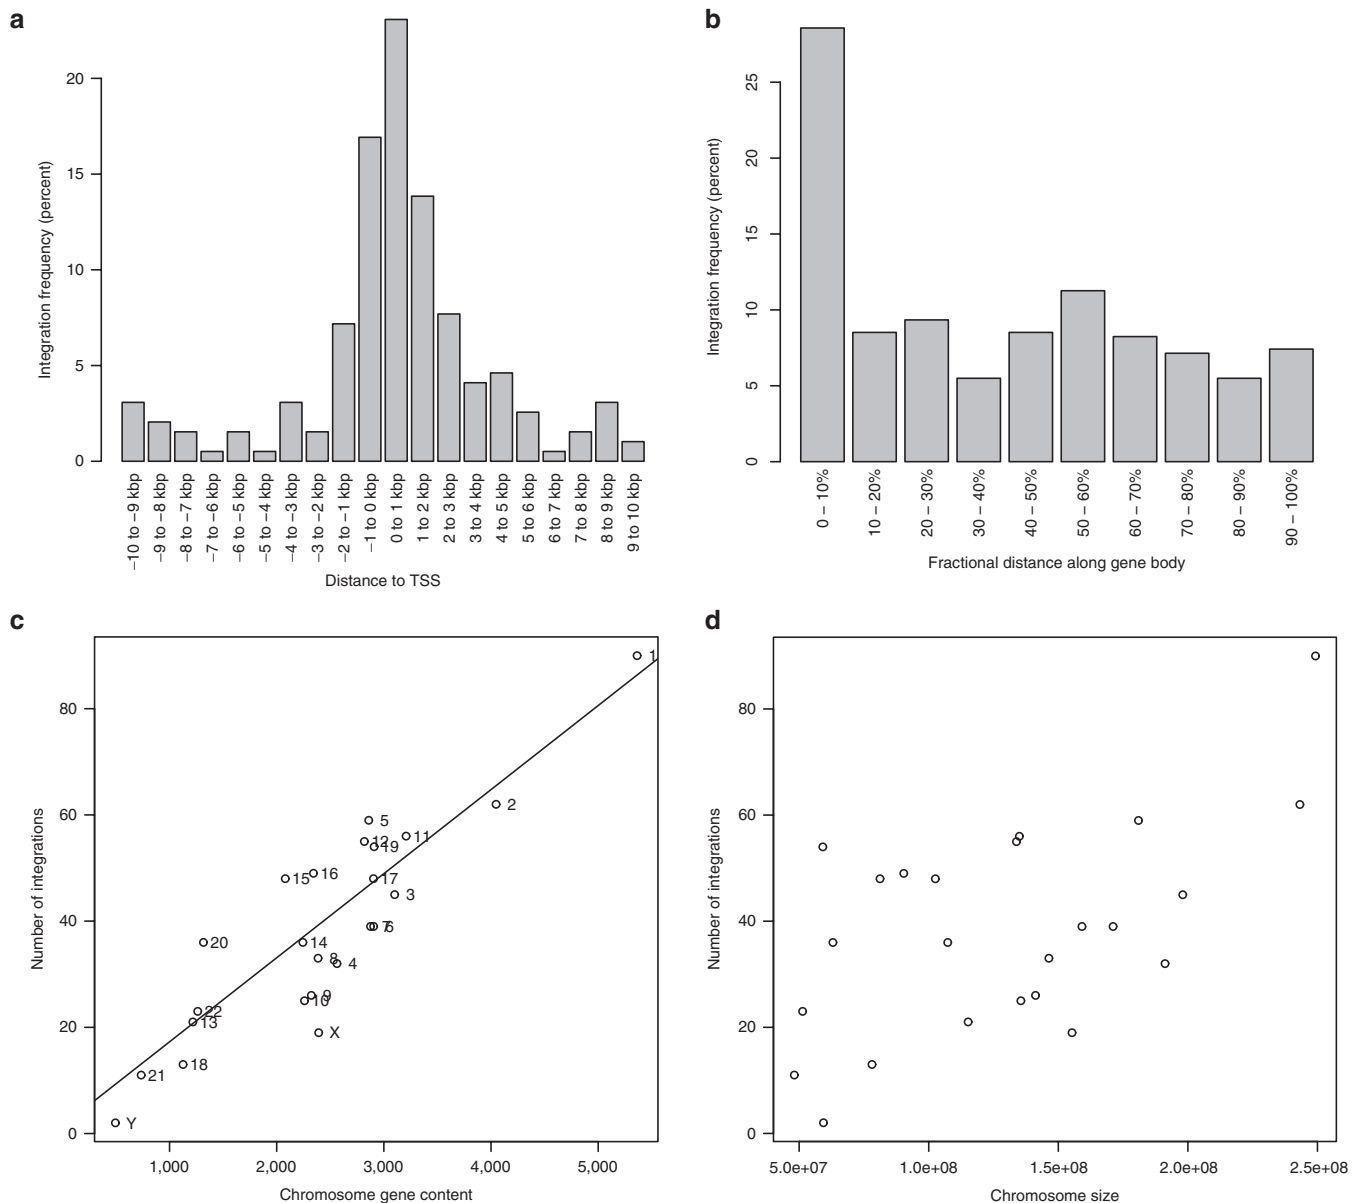 a
Integration frequency (percent)
20
15
10
5
0
−10 to −9 kbp
−9 to −8 kbp
−8 to −7 kbp
−7 to −6 kbp
−6 to −5 kbp
−5 to −4 kbp
−4 to −3 kbp
−3 to −2 kbp
−2 to −1 kbp
−1 to 0 kbp
0 to 1 kbp
1 to 2 kbp
2 to 3 kbp
3 to 4 kbp
4 to 5 kbp
5 to 6 kbp
6 to 7 kbp
7 to 8 kbp
8 to 9 kbp
9 to 10 kbp
Distance to TSS
b
Integration frequency (percent)
25
20
15
10
5
0
0 – 10%
10 – 20%
20 – 30%
30 – 40%
40 – 50%
50 – 60%
60 – 70%
70 – 80%
80 – 90%
90 – 100%
Fractional distance along gene body
c
Number of integrations
80
60
40
20
0
1
2
5
11
12
19
16
15
17
3
7
6
20
14
8
4
9
10
22
13
X
18
21
Y
1,000
2,000
3,000
4,000
5,000
Chromosome gene content
d
Number of integrations
80
60
40
20
0
5.0e+07
1.0e+08
1.5e+08
2.0e+08
2.5e+08
Chromosome size